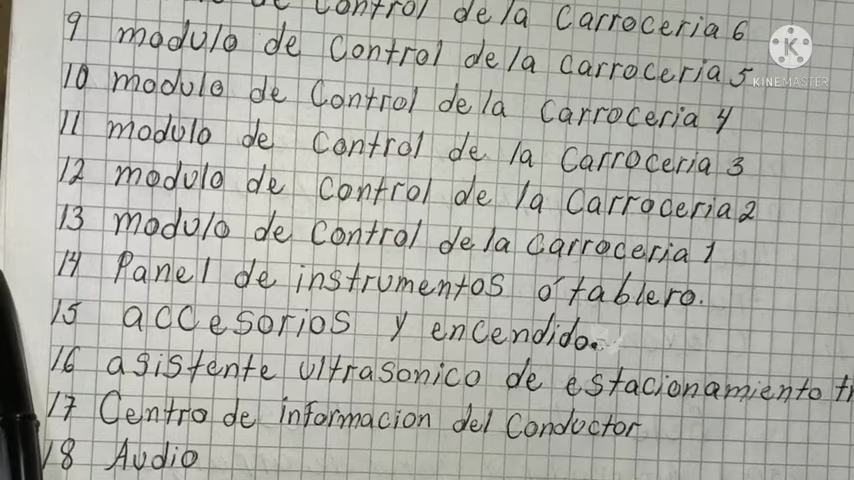 de control de la Carroceria 6
9 modulo de control de la carroceria 5
KINEMASTER
10 modulo de Control de la Carroceria 4
11 modulo de control de la Carroceria 3
12 modulo de control de la Carroceria 2
13 modulo de control de la carroceria 1
14 Panel de instrumentos o tablero.
15 accesorios y encendido.
16 asistente ultrasonico de estacionamiento
17 Centro de informacion del Conductor
18 Audio